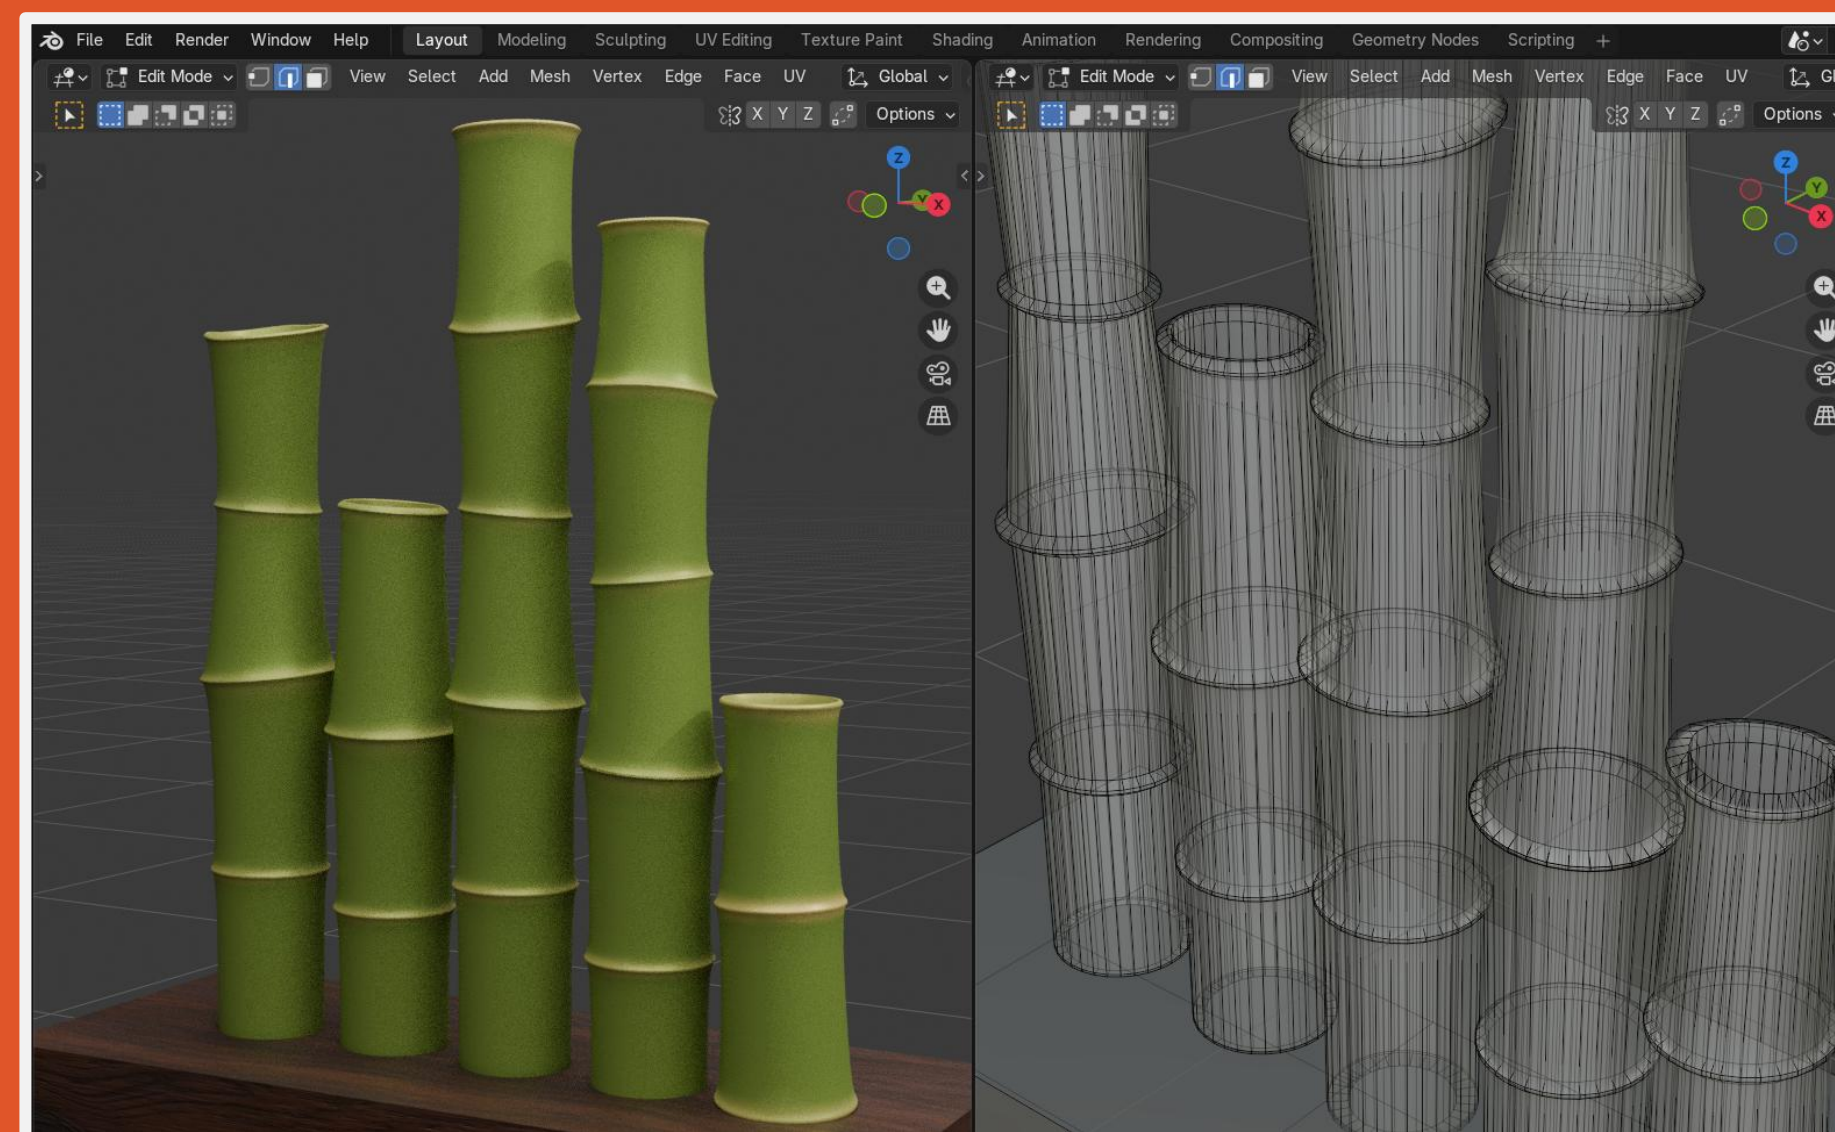 File Edit Render Window Help Layout Modeling Sculpting UV Editing Texture Paint Shading Animation Rendering Compositing Geometry Nodes Scripting +
Edit Mode View Select Add Mesh Vertex Edge Face UV Global
X Y Z Options
Z
Y
X
Edit Mode View Select Add Mesh Vertex Edge Face UV Gl
X Y Z Options
Z
Y
X